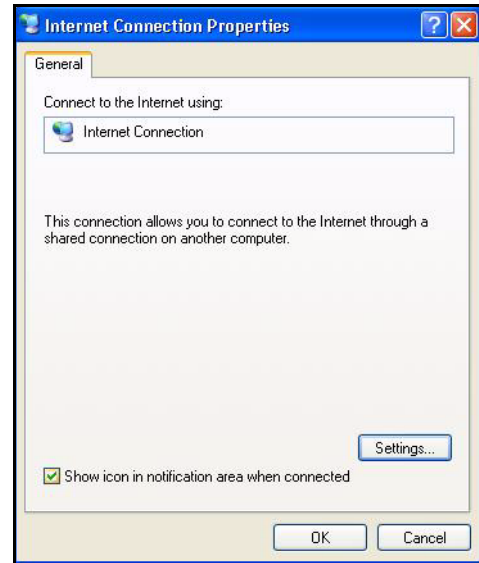 Internet Connection Properties
General
Connect to the Internet using:
Internet Connection
This connection allows you to connect to the Internet through a
shared connection on another computer.
Settings...
Show icon in notification area when connected
OK
Cancel